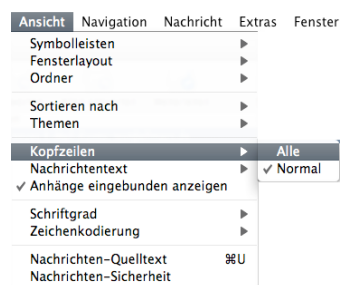 Ansicht Navigation Nachricht Extras Fenster
Symbolleisten
Fensterlayout
Ordner
Sortieren nach
Themen
Kopfzeilen
Alle
Nachrichtentext
✓ Normal
✓ Anhänge eingebunden anzeigen
Schriftgrad
Zeichenkodierung
Nachrichten-Quelltext ⌘U
Nachrichten-Sicherheit